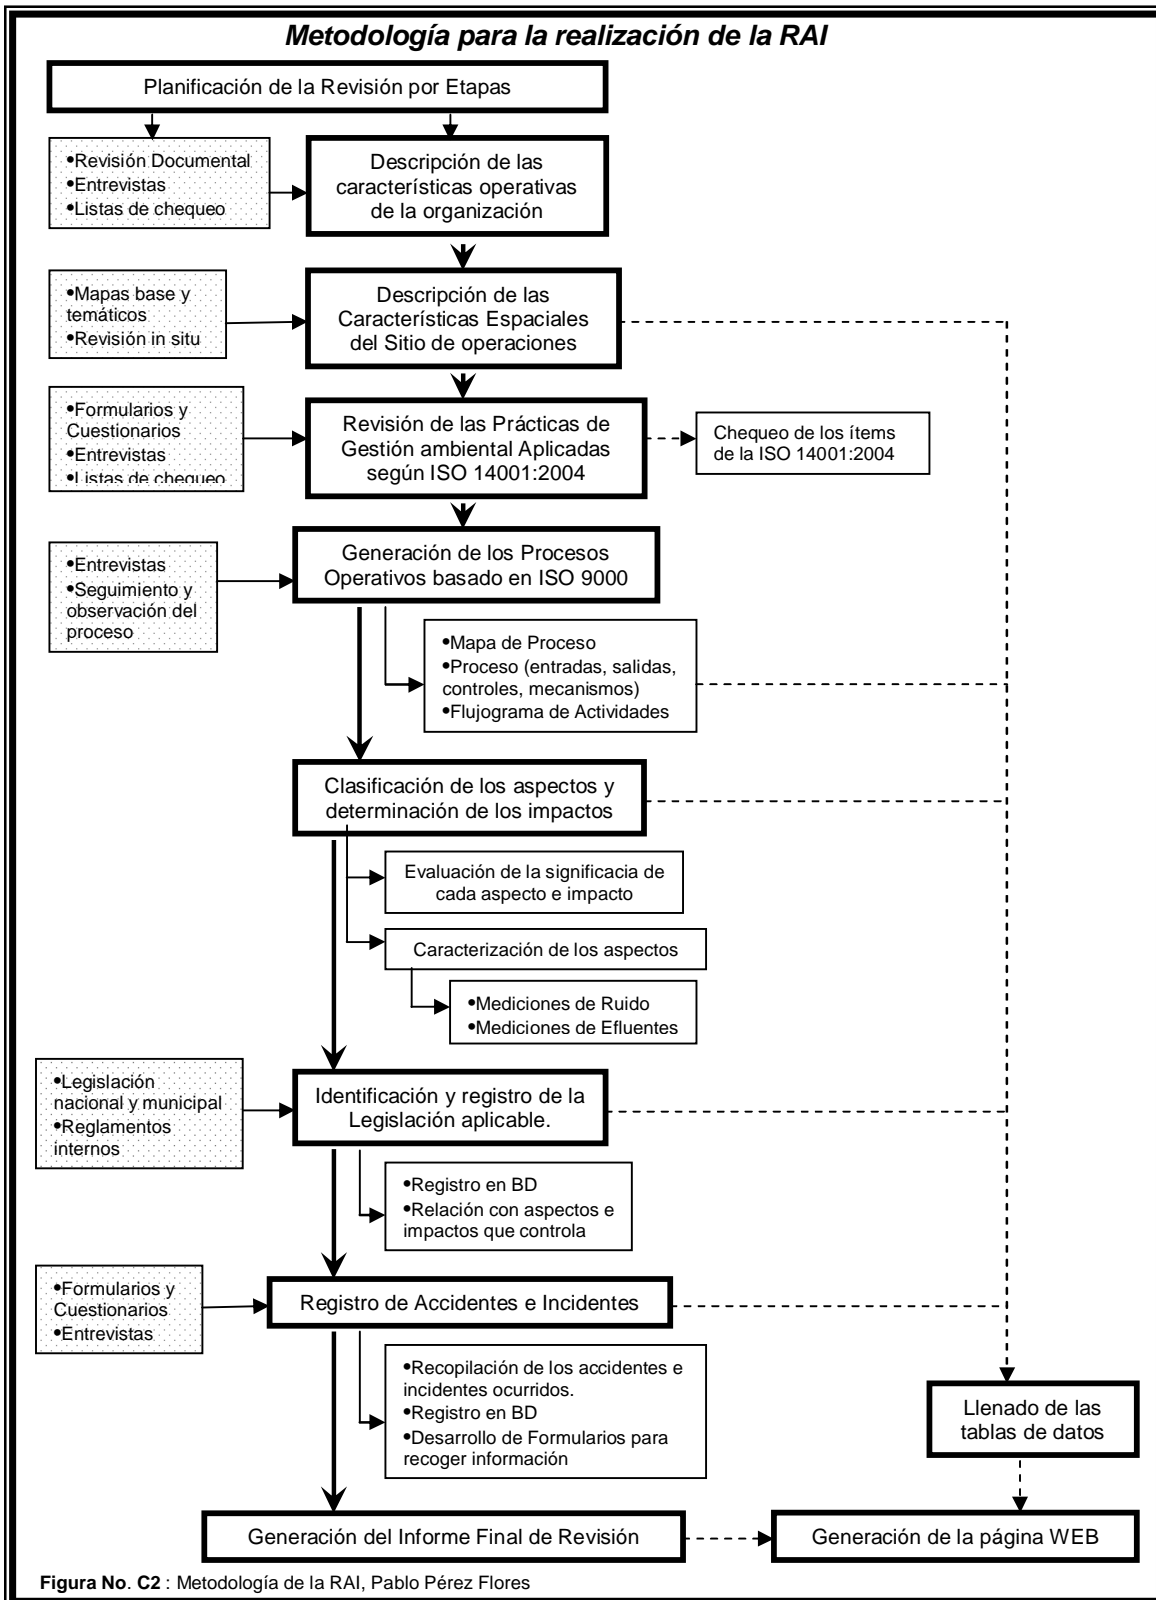 Metodología para la realización de la RAI
Planificación de la Revisión por Etapas
•Revisión Documental
•Entrevistas
•Listas de chequeo
Descripción de las
características operativas
de la organización
•Mapas base y
temáticos
•Revisión in situ
Descripción de las
Características Espaciales
del Sitio de operaciones
•Formularios y
Cuestionarios
•Entrevistas
•Listas de chequeo
Revisión de las Prácticas de
Gestión ambiental Aplicadas
según ISO 14001:2004
Chequeo de los ítems
de la ISO 14001:2004
•Entrevistas
•Seguimiento y
observación del
proceso
Generación de los Procesos
Operativos basado en ISO 9000
•Mapa de Proceso
•Proceso (entradas, salidas,
controles, mecanismos)
•Flujograma de Actividades
Clasificación de los aspectos y
determinación de los impactos
Evaluación de la significacia de
cada aspecto e impacto
Caracterización de los aspectos
•Mediciones de Ruido
•Mediciones de Efluentes
•Legislación
nacional y municipal
•Reglamentos
internos
Identificación y registro de la
Legislación aplicable.
•Registro en BD
•Relación con aspectos e
impactos que controla
•Formularios y
Cuestionarios
•Entrevistas
Registro de Accidentes e Incidentes
•Recopilación de los accidentes e
incidentes ocurridos.
•Registro en BD
•Desarrollo de Formularios para
recoger información
Llenado de las
tablas de datos
Generación del Informe Final de Revisión
Generación de la página WEB
Figura No. C2 : Metodología de la RAI, Pablo Pérez Flores